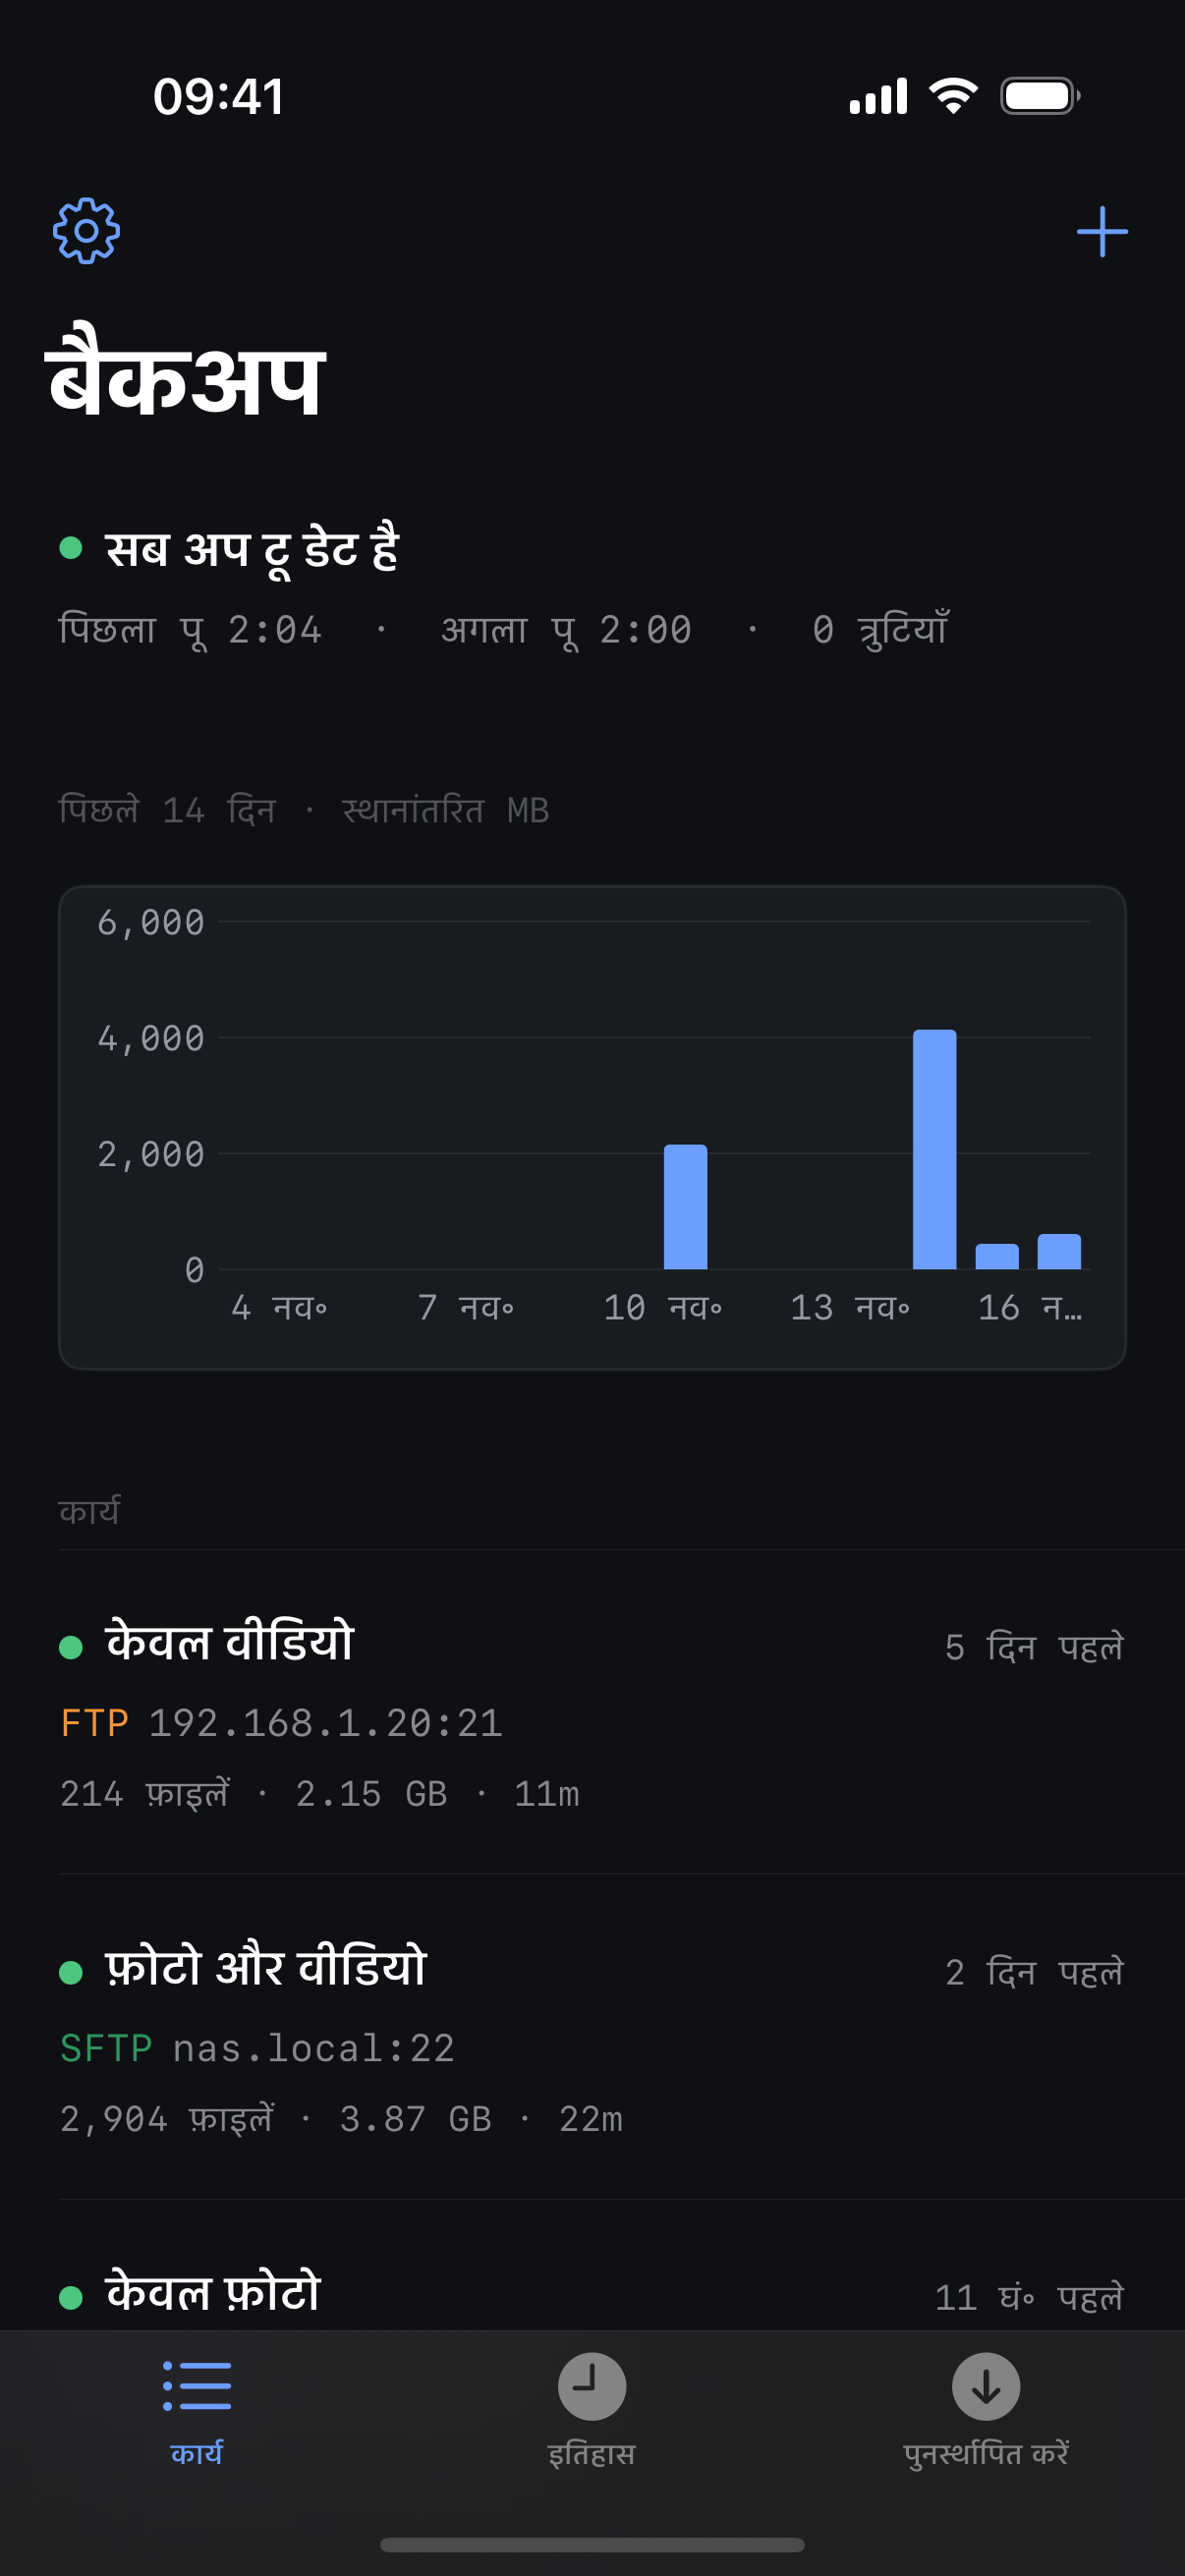 09:41
बैकअप
सब अप टू डेट है
पिछला पू 2:04 · अगला पू 2:00 · 0 त्रुटियाँ
पिछले 14 दिन · स्थानांतरित MB
6,000
4,000
2,000
0
4 नव॰ 7 नव॰ 10 नव॰ 13 नव॰ 16 न…
कार्य
केवल वीडियो 5 दिन पहले
FTP 192.168.1.20:21
214 फ़ाइलें · 2.15 GB · 11m
फ़ोटो और वीडियो 2 दिन पहले
SFTP nas.local:22
2,904 फ़ाइलें · 3.87 GB · 22m
केवल फ़ोटो 11 घं॰ पहले
कार्य इतिहास पुनर्स्थापित करें